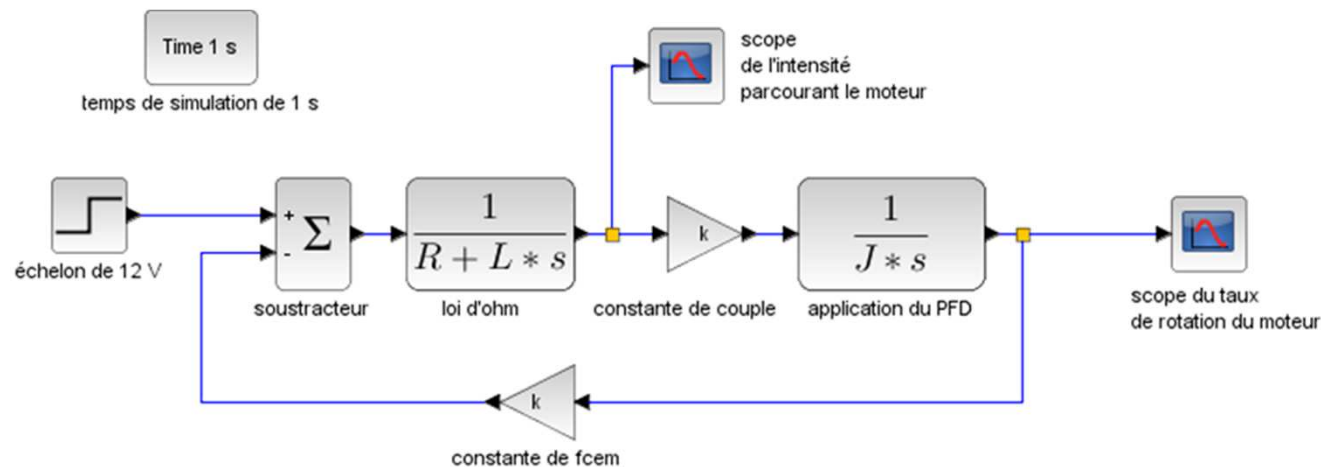 Time 1 s
temps de simulation de 1 s
scope
de l'intensité
parcourant le moteur
échelon de 12 V
+
-
Σ
soustracteur
1
R + L * s
loi d'ohm
k
constante de couple
1
J * s
application du PFD
scope du taux
de rotation du moteur
k
constante de fcem